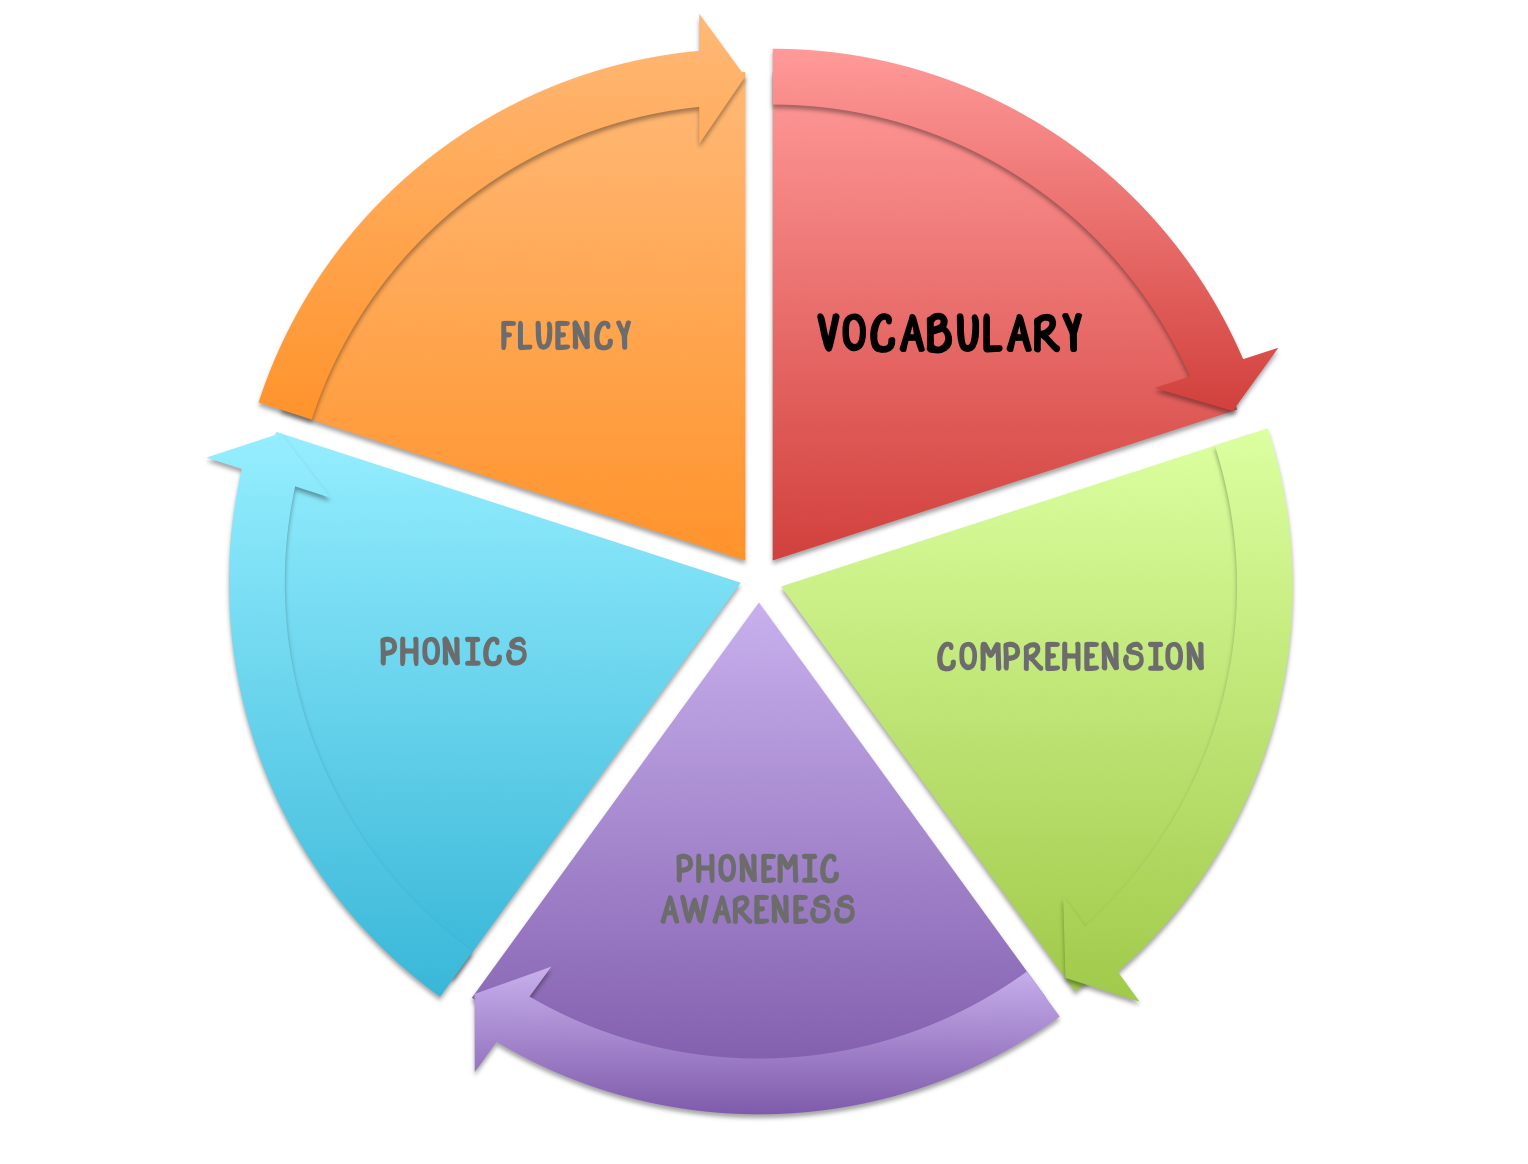 FLUENCY
VOCABULARY
PHONICS
COMPREHENSION
PHONEMIC
AWARENESS